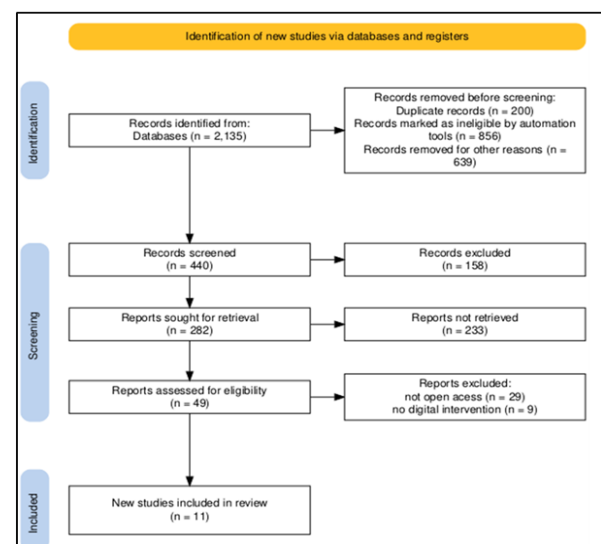 Identification of new studies via databases and registers
Identification
Records identified from:
Databases (n = 2,135)
Records removed before screening:
Duplicate records (n = 200)
Records marked as ineligible by automation
tools (n = 856)
Records removed for other reasons (n =
639)
Screening
Records screened
(n = 440)
Records excluded
(n = 158)
Reports sought for retrieval
(n = 282)
Reports not retrieved
(n = 233)
Reports assessed for eligibility
(n = 49)
Reports excluded:
not open acess (n = 29)
no digital intervention (n = 9)
Included
New studies included in review
(n = 11)